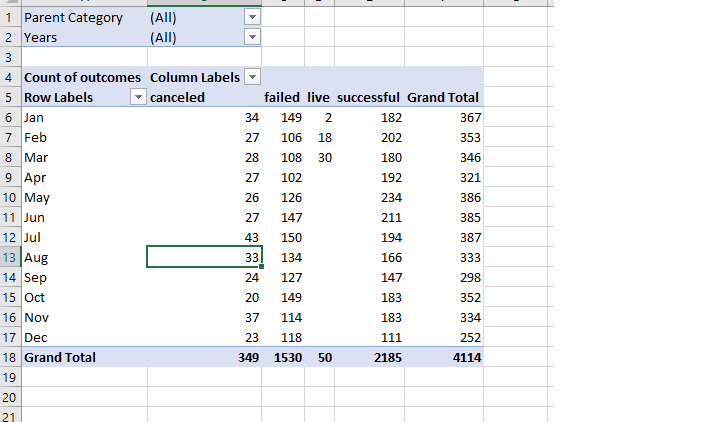 1 Parent Category (All)
2 Years (All)
3
4 Count of outcomes Column Labels
5 Row Labels canceled failed live successful Grand Total
6 Jan 34 149 2 182 367
7 Feb 27 106 18 202 353
8 Mar 28 108 30 180 346
9 Apr 27 102 192 321
10 May 26 126 234 386
11 Jun 27 147 211 385
12 Jul 43 150 194 387
13 Aug 33 134 166 333
14 Sep 24 127 147 298
15 Oct 20 149 183 352
16 Nov 37 114 183 334
17 Dec 23 118 111 252
18 Grand Total 349 1530 50 2185 4114
19
20
21